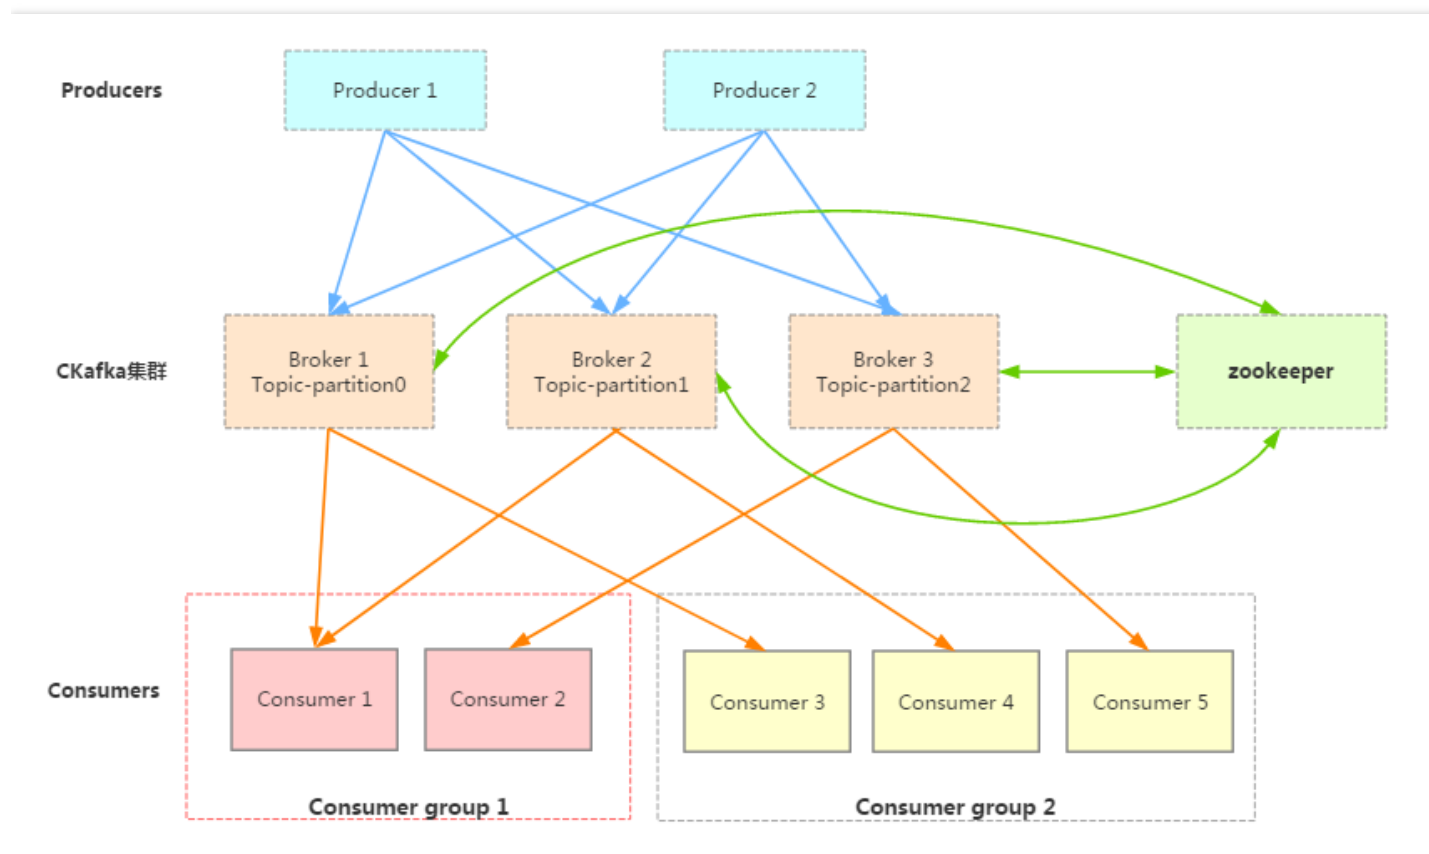 Producers
Producer 1
Producer 2
CKafka集群
Broker 1
Topic-partition0
Broker 2
Topic-partition1
Broker 3
Topic-partition2
zookeeper
Consumers
Consumer 1
Consumer 2
Consumer 3
Consumer 4
Consumer 5
Consumer group 1
Consumer group 2